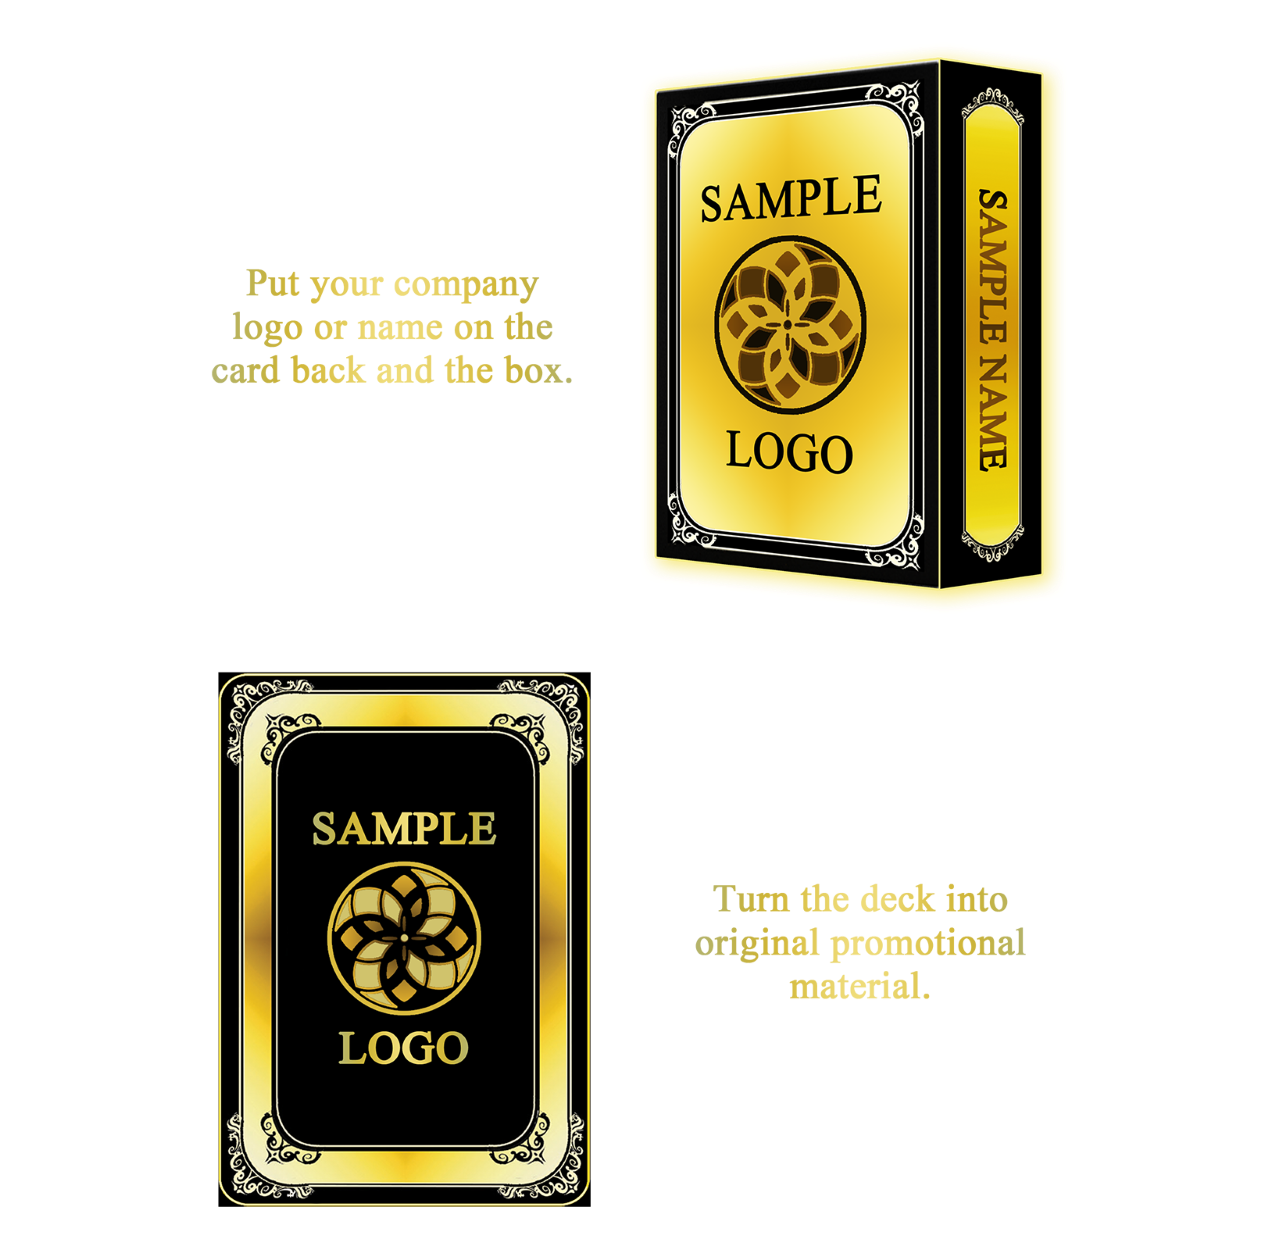 Put your company
logo or name on the
card back and the box.
SAMPLE
LOGO
SAMPLE NAME
SAMPLE
LOGO
Turn the deck into
original promotional
material.